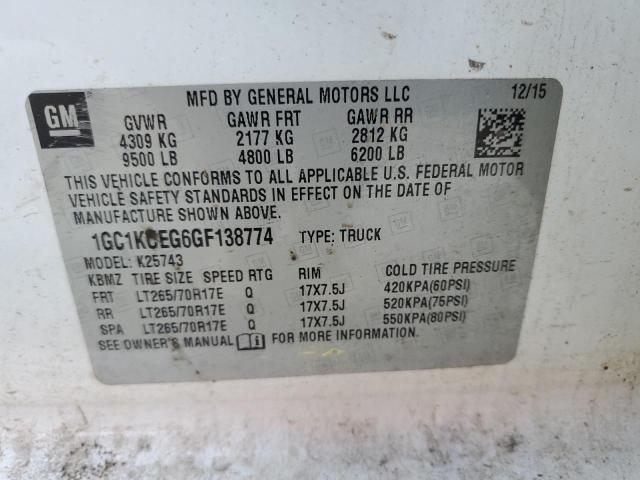 GM
MFD BY GENERAL MOTORS LLC 12/15
GVWR GAWR FRT GAWR RR
4309 KG 2177 KG 2812 KG
9500 LB 4800 LB 6200 LB
THIS VEHICLE CONFORMS TO ALL APPLICABLE U.S. FEDERAL MOTOR
VEHICLE SAFETY STANDARDS IN EFFECT ON THE DATE OF
MANUFACTURE SHOWN ABOVE.
1GC1KCEG6GF138774 TYPE: TRUCK
MODEL: K25743
KBMZ TIRE SIZE SPEED RTG RIM COLD TIRE PRESSURE
FRT LT265/70R17E Q 17X7.5J 420KPA(60PSI)
RR LT265/70R17E Q 17X7.5J 520KPA(75PSI)
SPA LT265/70R17E Q 17X7.5J 550KPA(80PSI)
SEE OWNER'S MANUAL i FOR MORE INFORMATION.